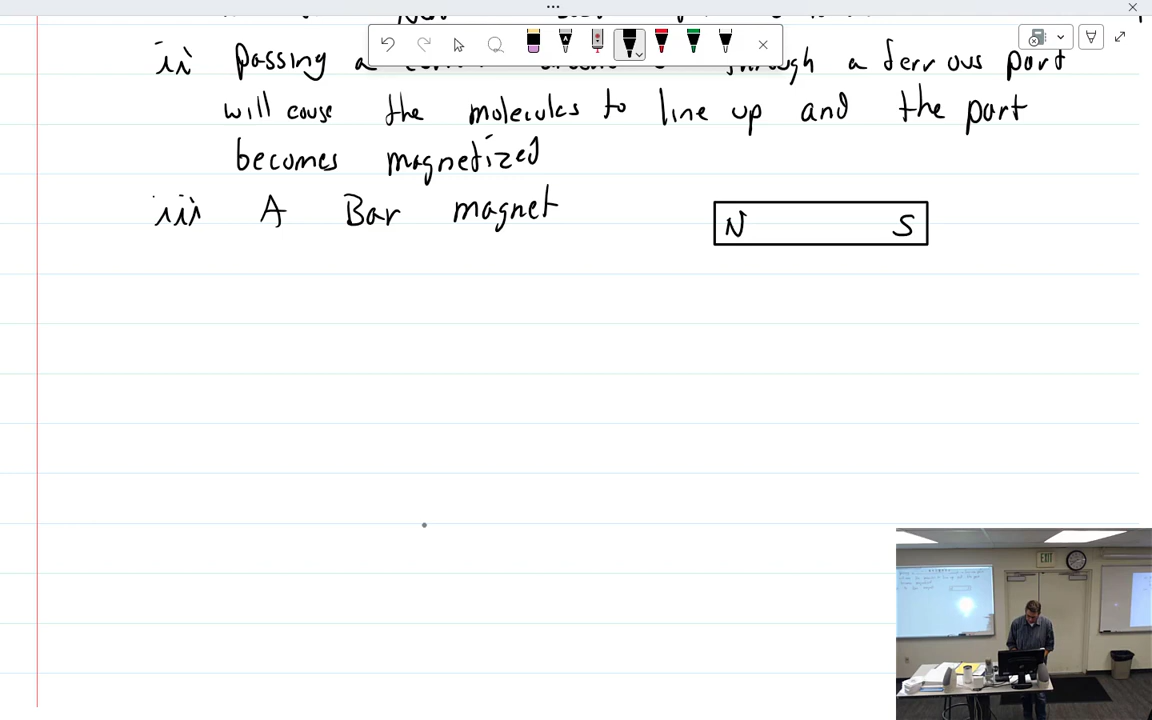 ii Passing a through a ferrous part
will cause the molecules to line up and the part
becomes magnetized
iii A Bar magnet
N S
EXIT